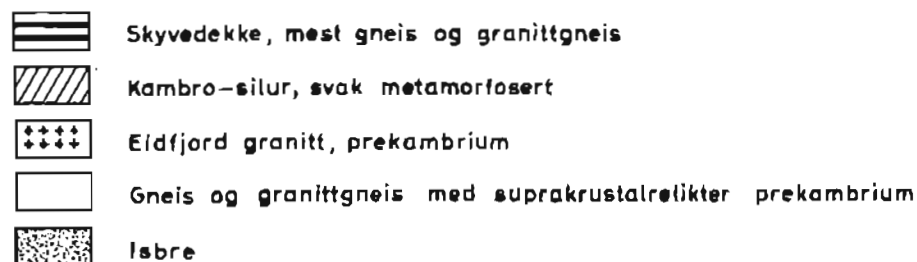 Skyvedekke, mest gneis og granittgneis
Kambro-silur, svak metamorfosert
Eidfjord granitt, prekambrium
Gneis og granittgneis med suprakrustalrelikter prekambrium
Isbre